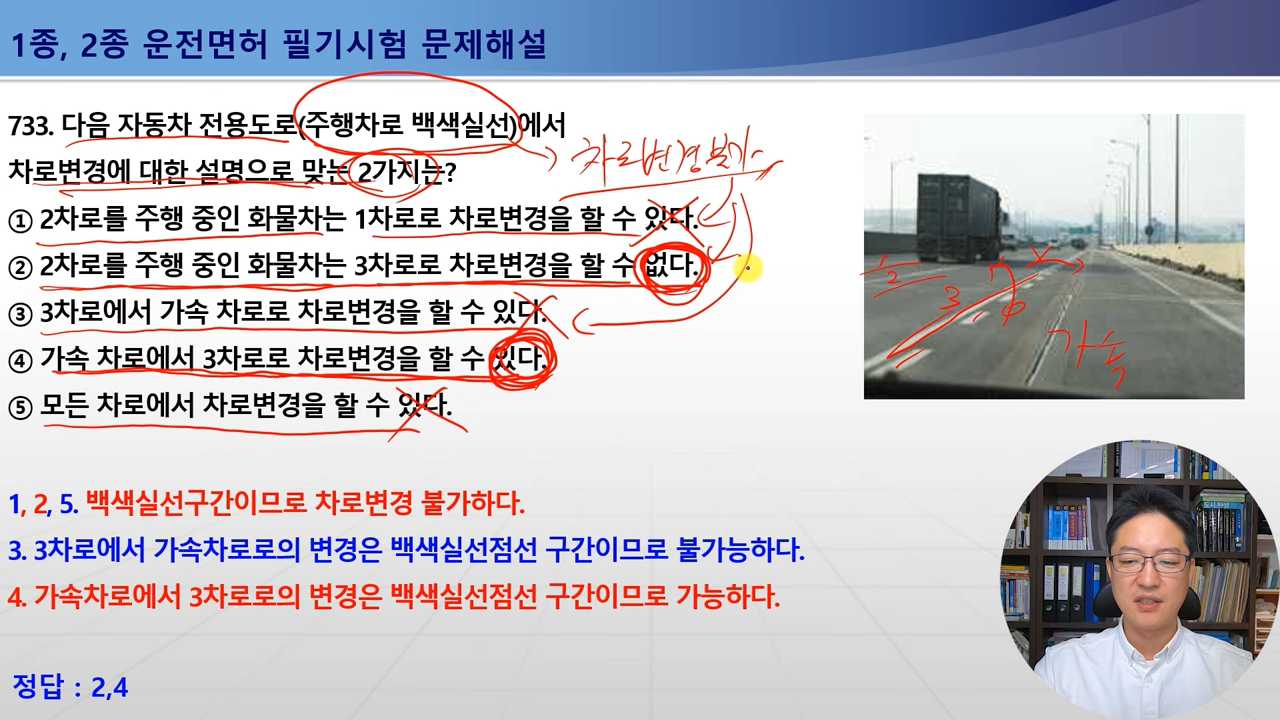 1종, 2종 운전면허 필기시험 문제해설
733. 다음 자동차 전용도로(주행차로 백색실선)에서
차로변경에 대한 설명으로 맞는 2가지는?
차로변경불가
① 2차로를 주행 중인 화물차는 1차로로 차로변경을 할 수 있다.
② 2차로를 주행 중인 화물차는 3차로로 차로변경을 할 수 없다.
③ 3차로에서 가속 차로로 차로변경을 할 수 있다.
④ 가속 차로에서 3차로로 차로변경을 할 수 있다.
⑤ 모든 차로에서 차로변경을 할 수 있다.
2
3
가속
1, 2, 5. 백색실선구간이므로 차로변경 불가하다.
3. 3차로에서 가속차로로의 변경은 백색실선점선 구간이므로 불가능하다.
4. 가속차로에서 3차로로의 변경은 백색실선점선 구간이므로 가능하다.
정답 : 2,4